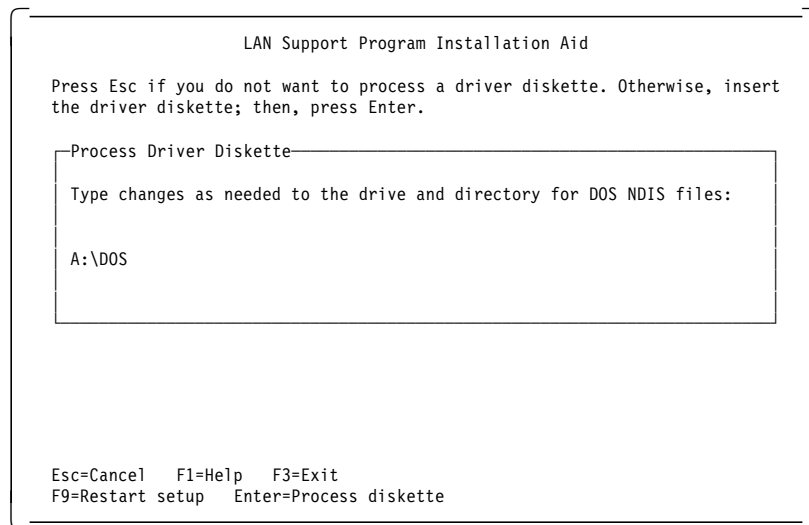 LAN Support Program Installation Aid
Press Esc if you do not want to process a driver diskette. Otherwise, insert
the driver diskette; then, press Enter.
Process Driver Diskette
Type changes as needed to the drive and directory for DOS NDIS files:
A:\DOS
Esc=Cancel F1=Help F3=Exit
F9=Restart setup Enter=Process diskette